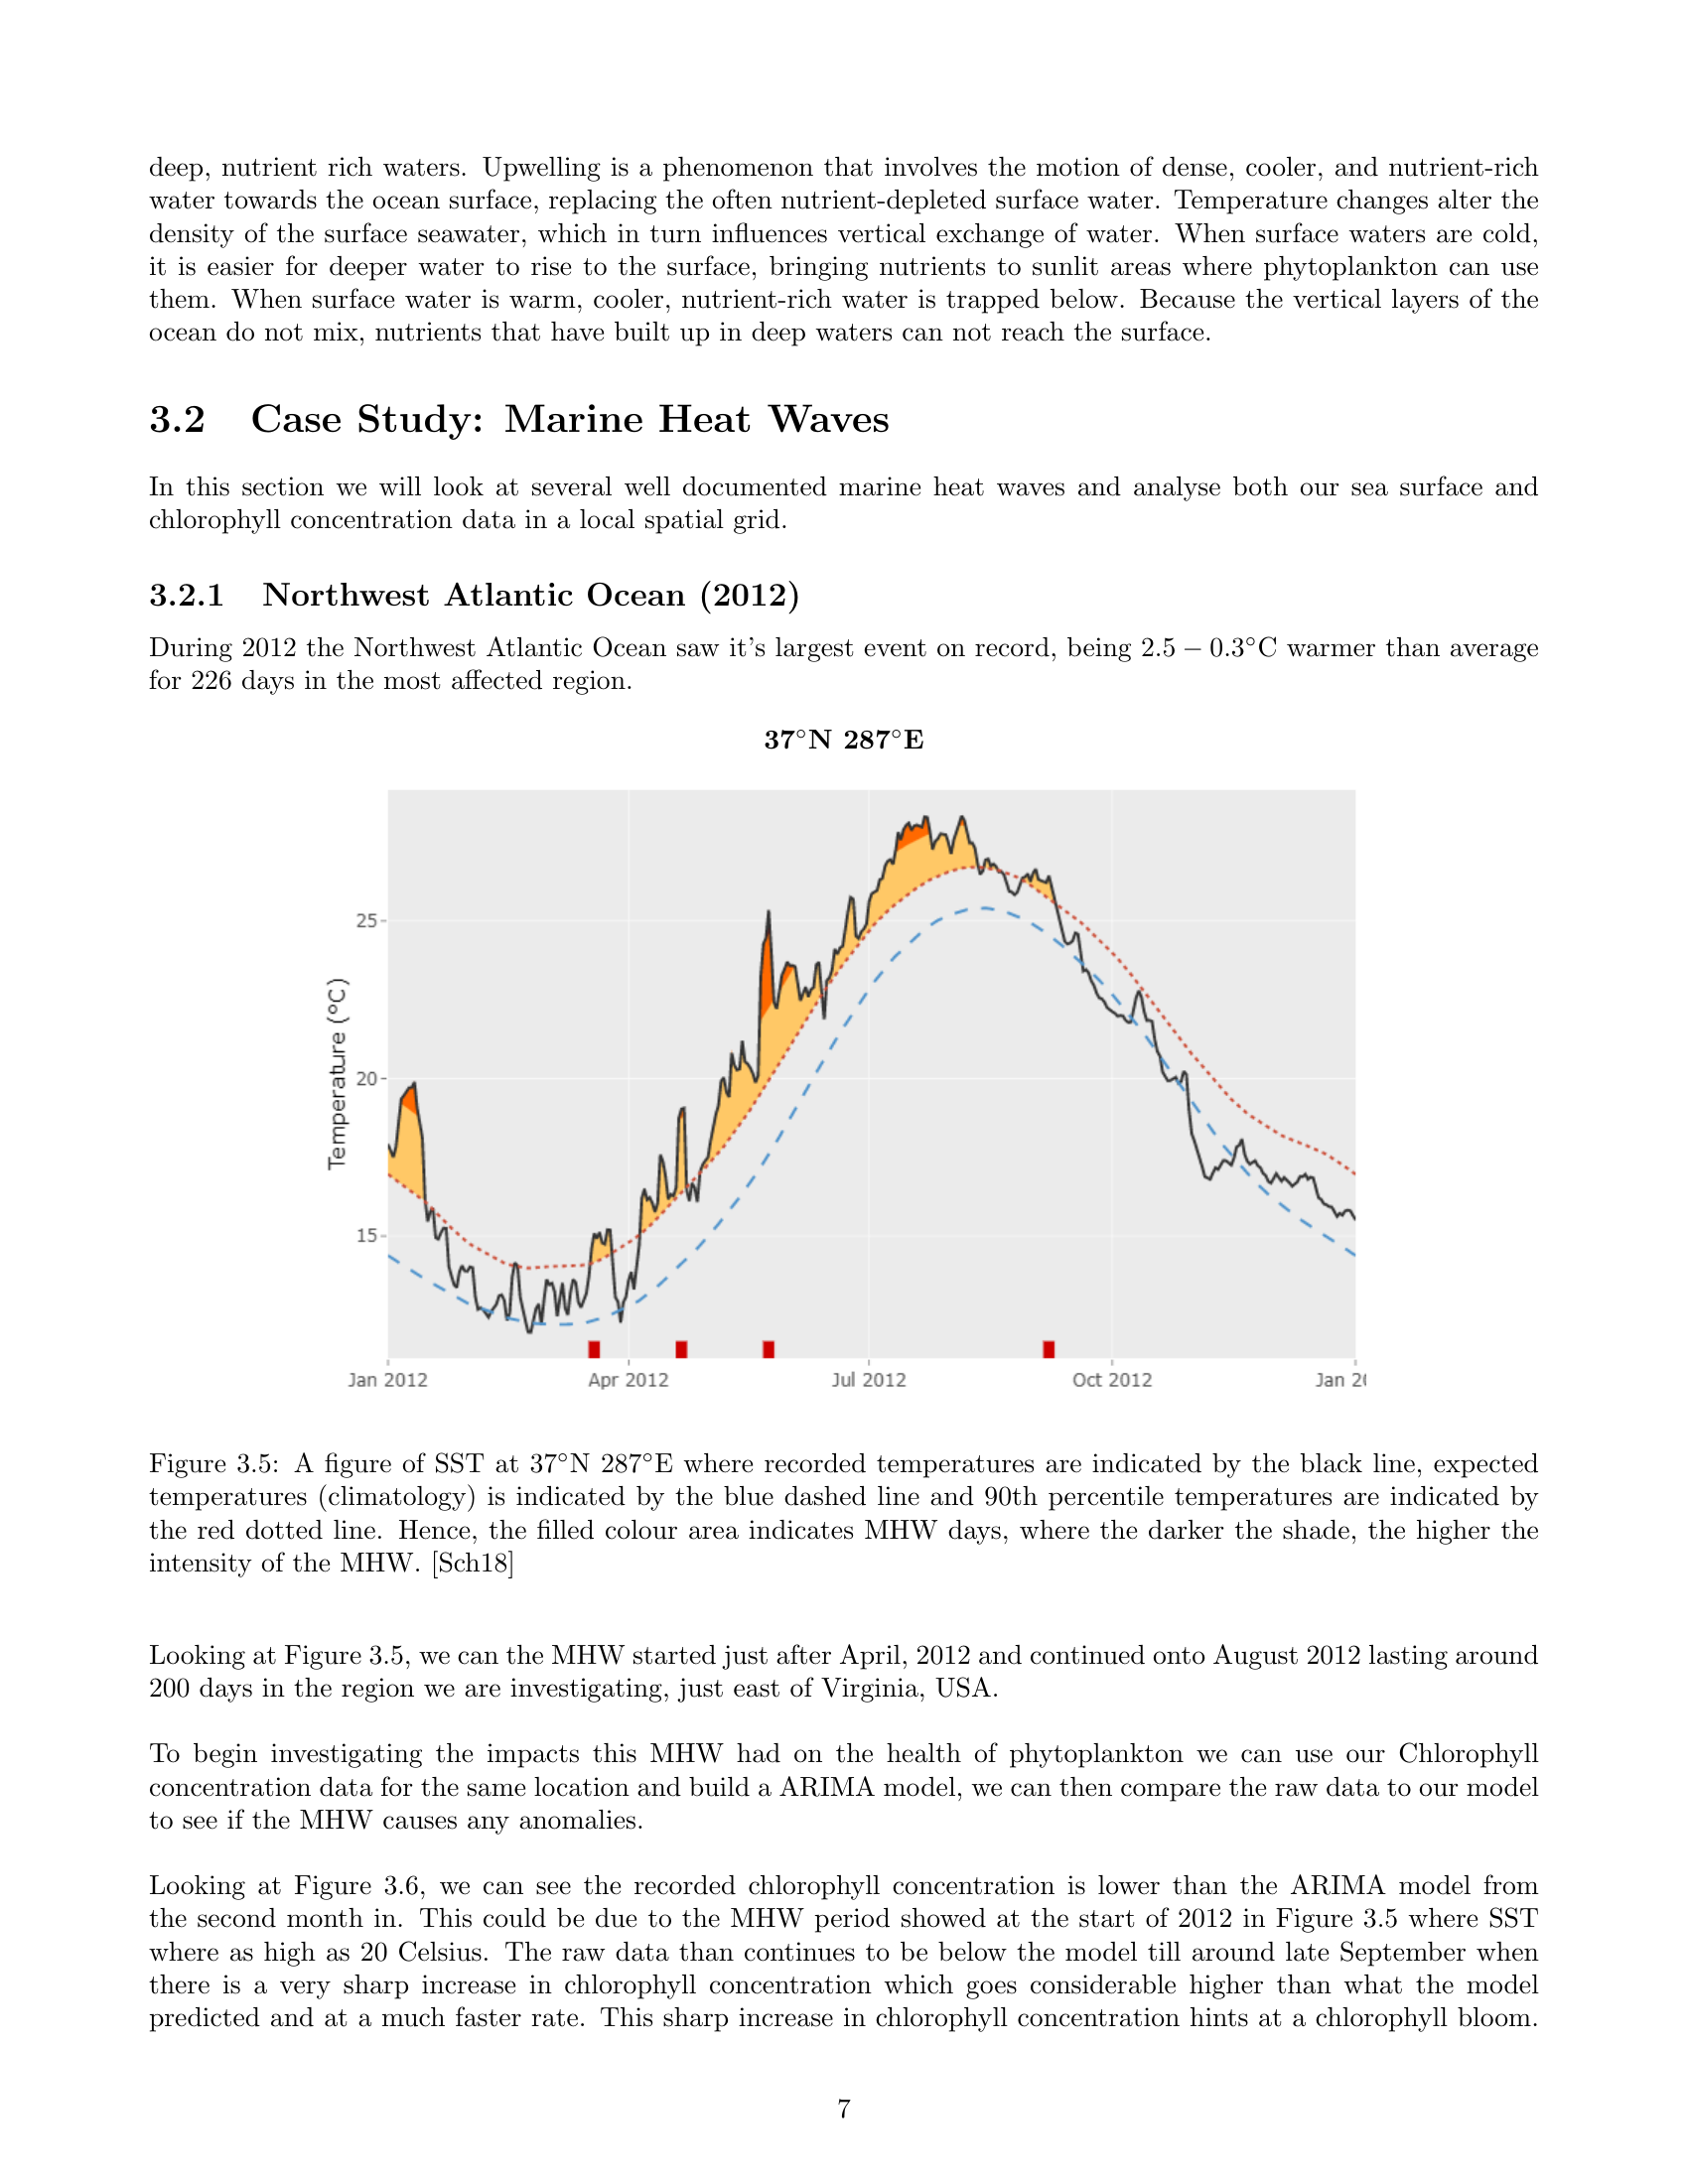 deep, nutrient rich waters. Upwelling is a phenomenon that involves the motion of dense, cooler, and nutrient-rich
water towards the ocean surface, replacing the often nutrient-depleted surface water. Temperature changes alter the
density of the surface seawater, which in turn influences vertical exchange of water. When surface waters are cold,
it is easier for deeper water to rise to the surface, bringing nutrients to sunlit areas where phytoplankton can use
them. When surface water is warm, cooler, nutrient-rich water is trapped below. Because the vertical layers of the
ocean do not mix, nutrients that have built up in deep waters can not reach the surface.
3.2 Case Study: Marine Heat Waves
In this section we will look at several well documented marine heat waves and analyse both our sea surface and
chlorophyll concentration data in a local spatial grid.
3.2.1 Northwest Atlantic Ocean (2012)
During 2012 the Northwest Atlantic Ocean saw it's largest event on record, being 2.5 − 0.3°C warmer than average
for 226 days in the most affected region.
37°N 287°E
Temperature (°C)
25
20
15
Jan 2012 Apr 2012 Jul 2012 Oct 2012 Jan 20
Figure 3.5: A figure of SST at 37°N 287°E where recorded temperatures are indicated by the black line, expected
temperatures (climatology) is indicated by the blue dashed line and 90th percentile temperatures are indicated by
the red dotted line. Hence, the filled colour area indicates MHW days, where the darker the shade, the higher the
intensity of the MHW. [Sch18]
Looking at Figure 3.5, we can the MHW started just after April, 2012 and continued onto August 2012 lasting around
200 days in the region we are investigating, just east of Virginia, USA.
To begin investigating the impacts this MHW had on the health of phytoplankton we can use our Chlorophyll
concentration data for the same location and build a ARIMA model, we can then compare the raw data to our model
to see if the MHW causes any anomalies.
Looking at Figure 3.6, we can see the recorded chlorophyll concentration is lower than the ARIMA model from
the second month in. This could be due to the MHW period showed at the start of 2012 in Figure 3.5 where SST
where as high as 20 Celsius. The raw data than continues to be below the model till around late September when
there is a very sharp increase in chlorophyll concentration which goes considerable higher than what the model
predicted and at a much faster rate. This sharp increase in chlorophyll concentration hints at a chlorophyll bloom.
7